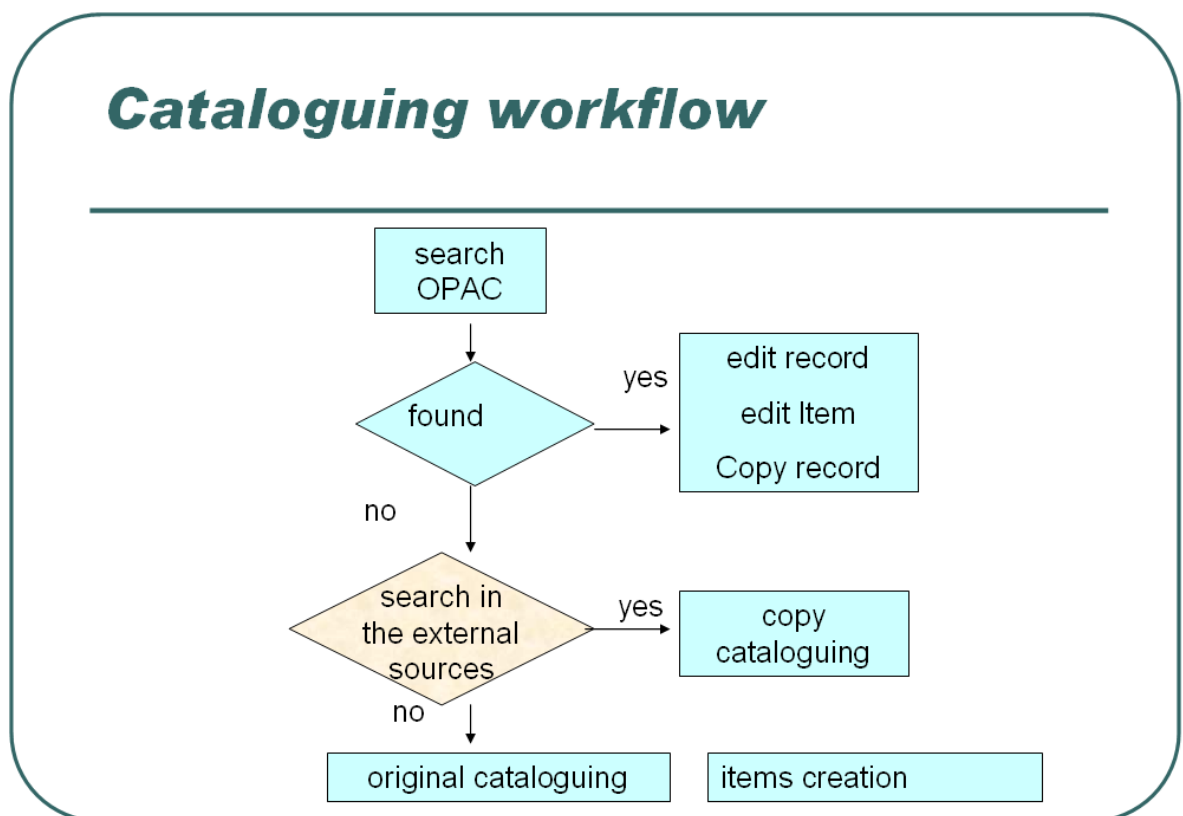 Cataloguing workflow
search
OPAC
found
yes
edit record
edit Item
Copy record
no
search in
the external
sources
yes
copy
cataloguing
no
original cataloguing
items creation